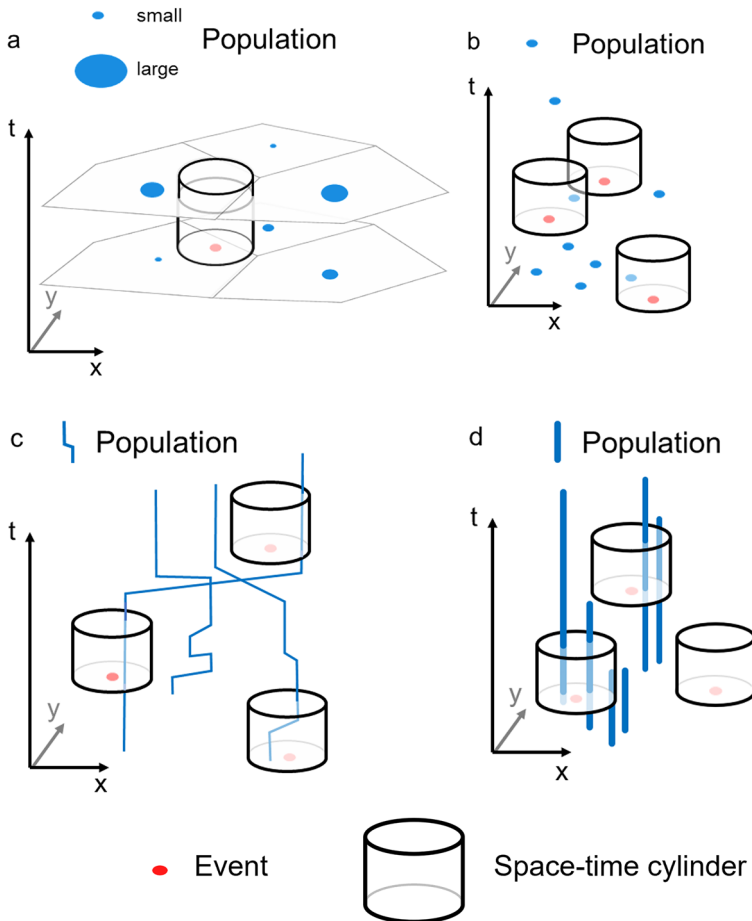 a
small
large
Population
t
y
x
b
Population
t
y
x
c
Population
t
y
x
d
Population
t
y
x
Event
Space-time cylinder